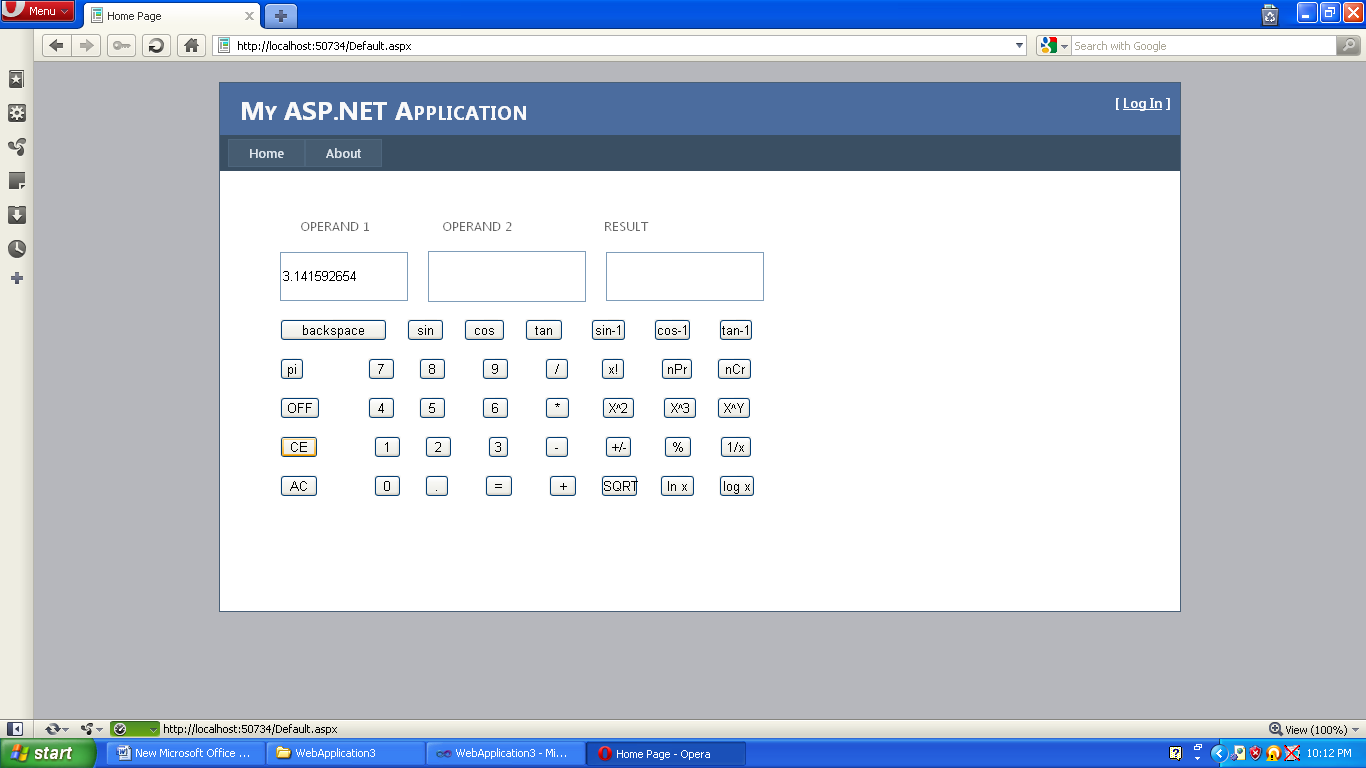 Menu
Home Page
http://localhost:50734/Default.aspx
Search with Google
My ASP.NET Application
[ Log In ]
Home About
OPERAND 1 OPERAND 2 RESULT
3.141592654
backspace sin cos tan sin-1 cos-1 tan-1
pi 7 8 9 / x! nPr nCr
OFF 4 5 6 * X^2 X^3 X^Y
CE 1 2 3 - +/- % 1/x
AC 0 . = + SQRT ln x log x
http://localhost:50734/Default.aspx
View (100%)
start
New Microsoft Office ...
WebApplication3
WebApplication3 - Mi...
Home Page - Opera
10:12 PM